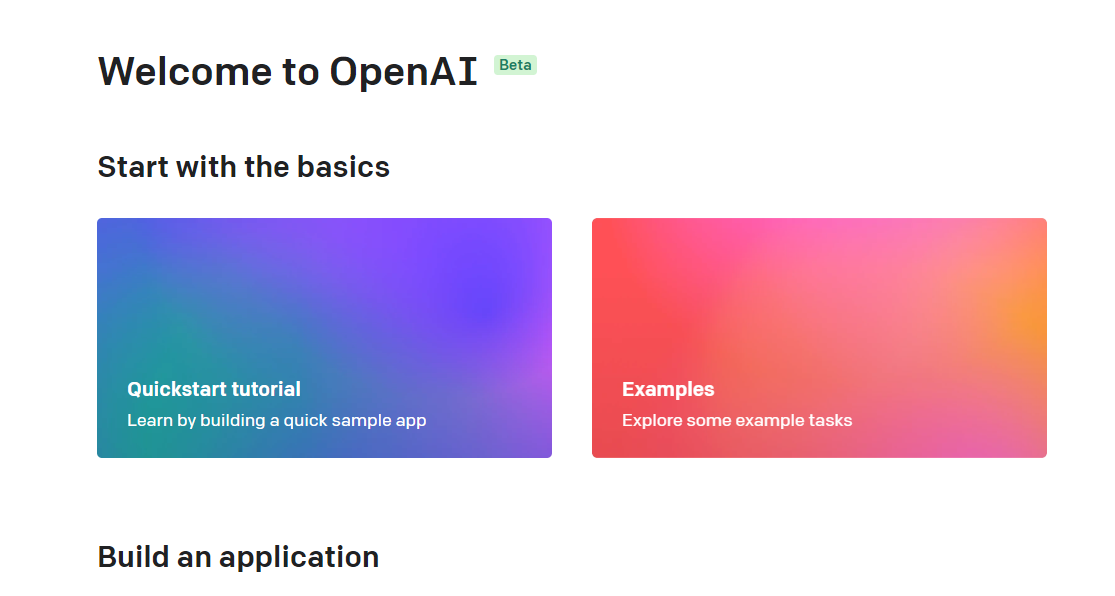 Welcome to OpenAI Beta
Start with the basics
Quickstart tutorial
Learn by building a quick sample app
Examples
Explore some example tasks
Build an application